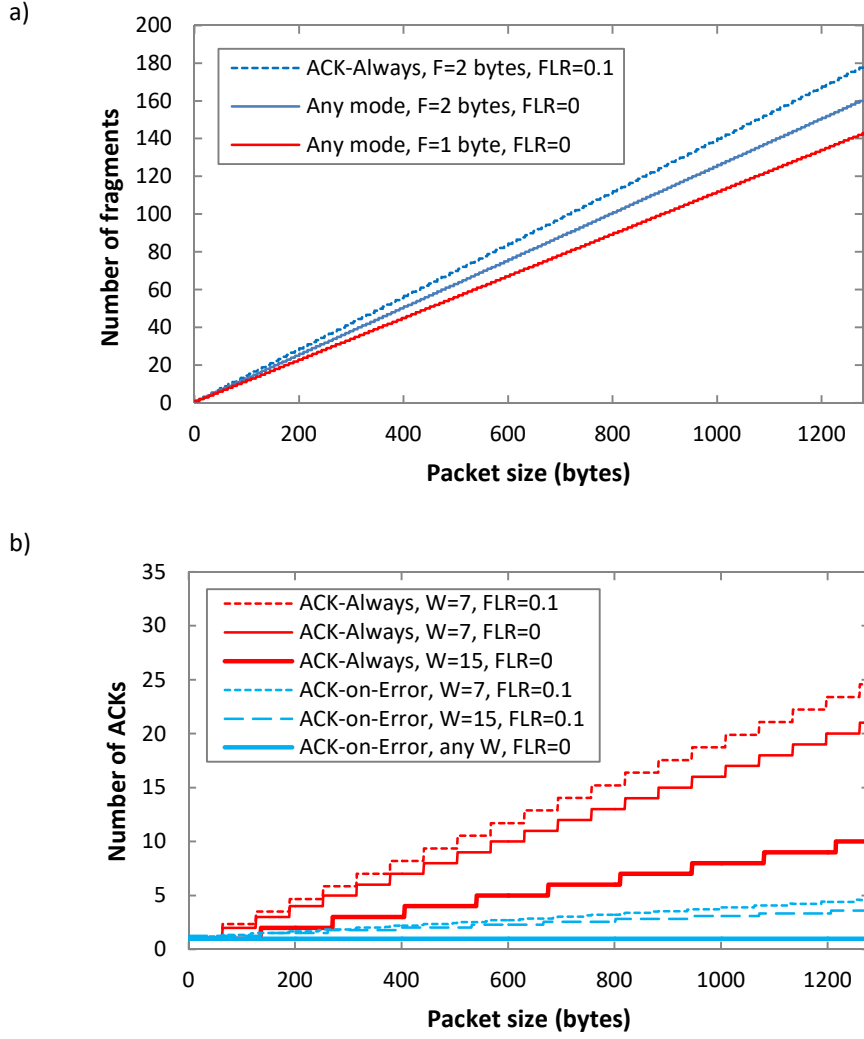 a)
200
180
160
140
120
100
80
60
40
20
0
Number of fragments
ACK-Always, F=2 bytes, FLR=0.1
Any mode, F=2 bytes, FLR=0
Any mode, F=1 byte, FLR=0
0 200 400 600 800 1000 1200
Packet size (bytes)
b)
35
30
25
20
15
10
5
0
Number of ACKs
ACK-Always, W=7, FLR=0.1
ACK-Always, W=7, FLR=0
ACK-Always, W=15, FLR=0
ACK-on-Error, W=7, FLR=0.1
ACK-on-Error, W=15, FLR=0.1
ACK-on-Error, any W, FLR=0
0 200 400 600 800 1000 1200
Packet size (bytes)